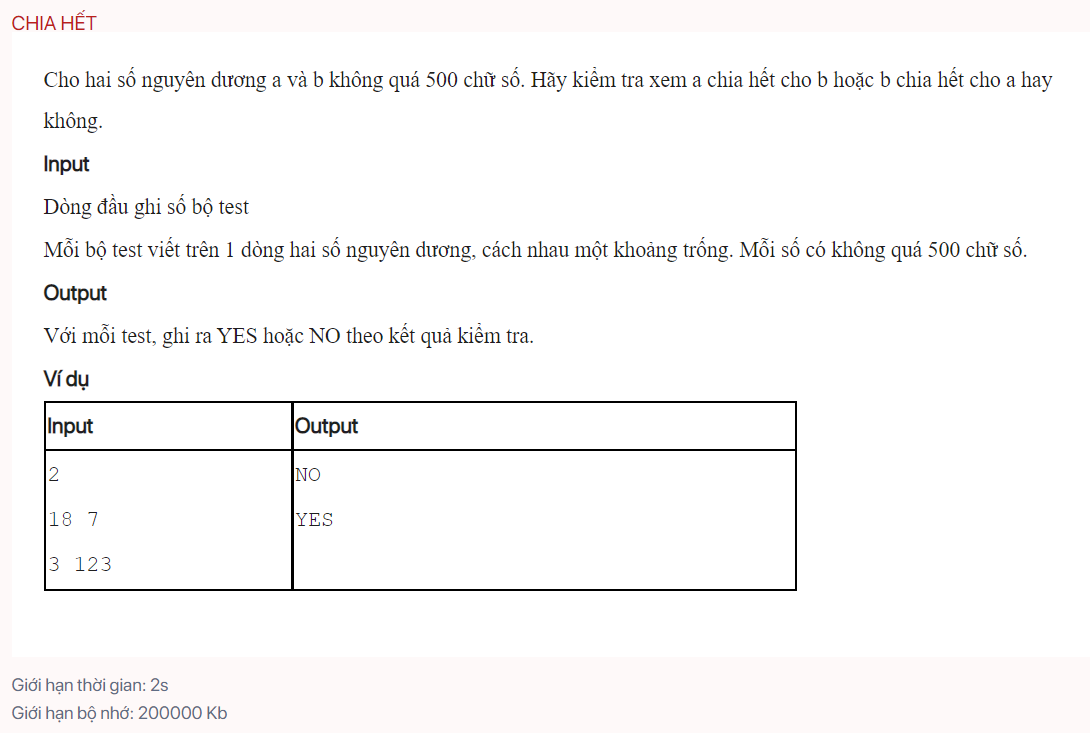 CHIA HẾT
Cho hai số nguyên dương a và b không quá 500 chữ số. Hãy kiểm tra xem a chia hết cho b hoặc b chia hết cho a hay
không.
Input
Dòng đầu ghi số bộ test
Mỗi bộ test viết trên 1 dòng hai số nguyên dương, cách nhau một khoảng trống. Mỗi số có không quá 500 chữ số.
Output
Với mỗi test, ghi ra YES hoặc NO theo kết quả kiểm tra.
Ví dụ
Input Output
2 NO
18 7 YES
3 123
Giới hạn thời gian: 2s
Giới hạn bộ nhớ: 200000 Kb